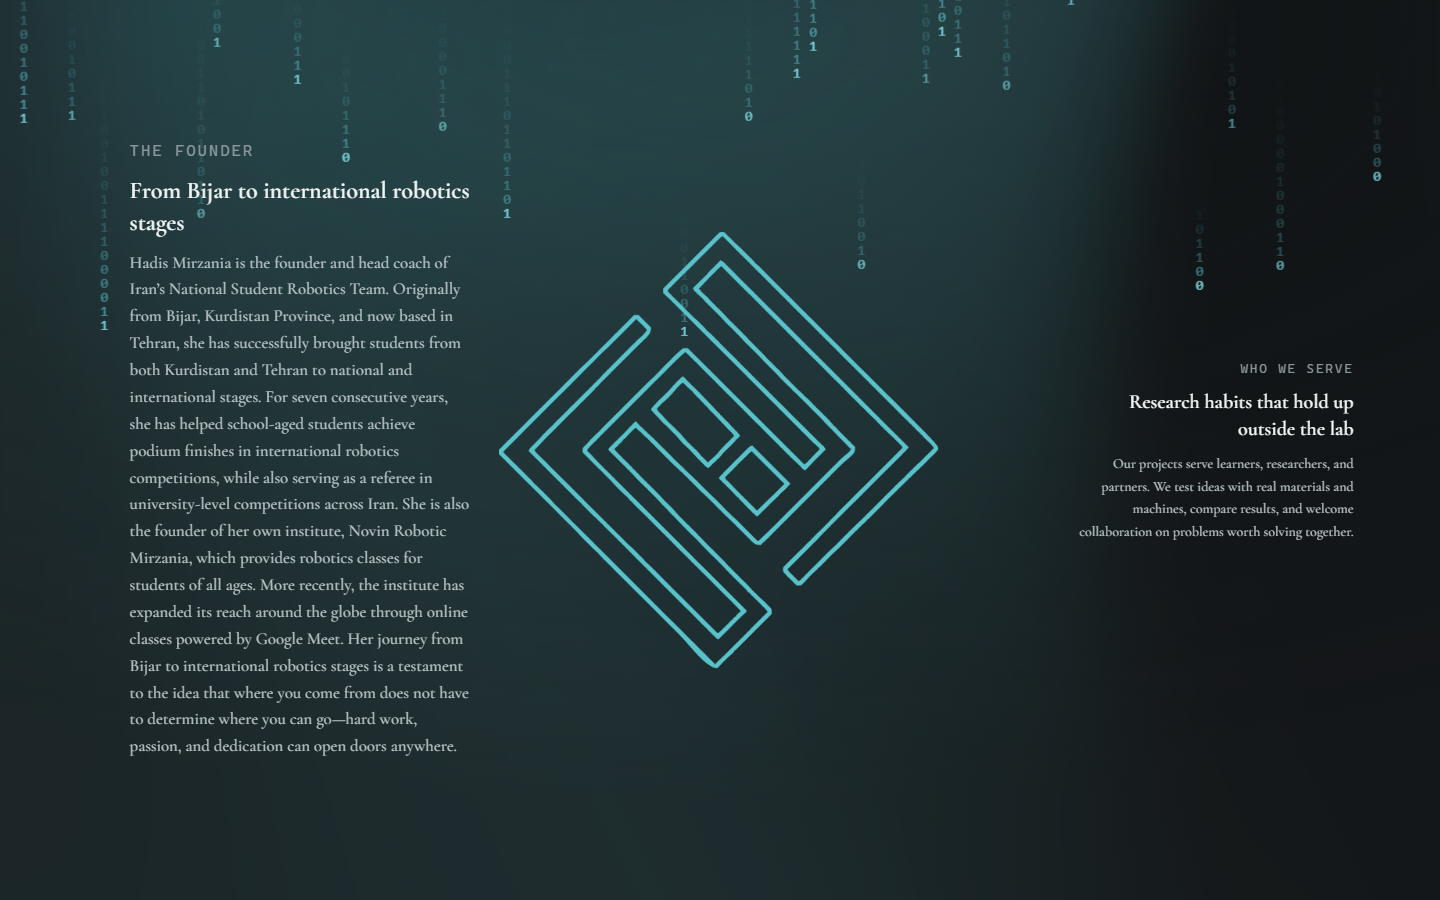 THE FOUNDER
From Bijar to international robotics
stages
Hadis Mirzania is the founder and head coach of
Iran’s National Student Robotics Team. Originally
from Bijar, Kurdistan Province, and now based in
Tehran, she has successfully brought students from
both Kurdistan and Tehran to national and
international stages. For seven consecutive years,
she has helped school-aged students achieve
podium finishes in international robotics
competitions, while also serving as a referee in
university-level competitions across Iran. She is also
the founder of her own institute, Novin Robotic
Mirzania, which provides robotics classes for
students of all ages. More recently, the institute has
expanded its reach around the globe through online
classes powered by Google Meet. Her journey from
Bijar to international robotics stages is a testament
to the idea that where you come from does not have
to determine where you can go—hard work,
passion, and dedication can open doors anywhere.
WHO WE SERVE
Research habits that hold up
outside the lab
Our projects serve learners, researchers, and
partners. We test ideas with real materials and
machines, compare results, and welcome
collaboration on problems worth solving together.